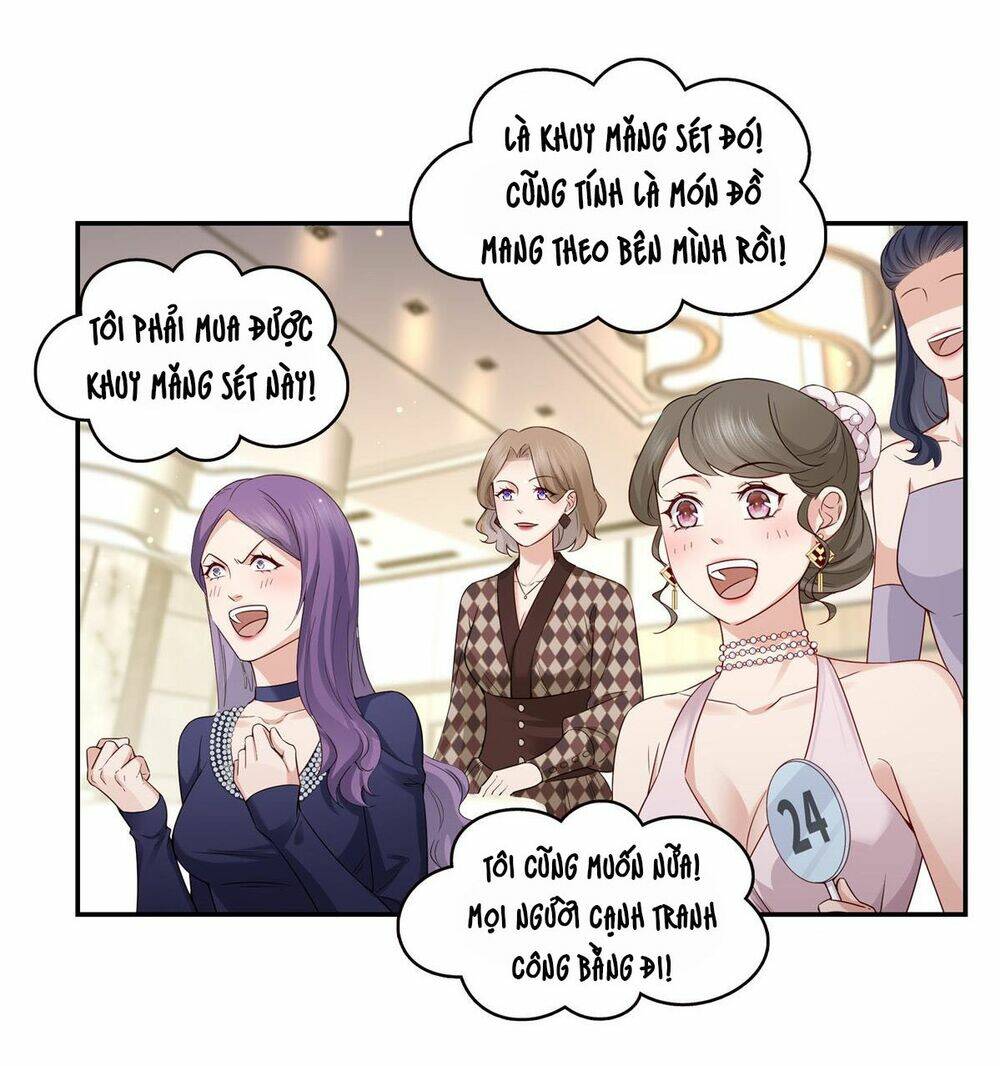 LÀ KHUY MĂNG SÉT ĐÓ!
CŨNG TÍNH LÀ MÓN ĐỒ
MANG THEO BÊN MÌNH RỒI!
TÔI PHẢI MUA ĐƯỢC
KHUY MĂNG SÉT NÀY!
24
TÔI CŨNG MUỐN NỮA!
MỌI NGƯỜI CẠNH TRANH
CÔNG BẰNG ĐI!